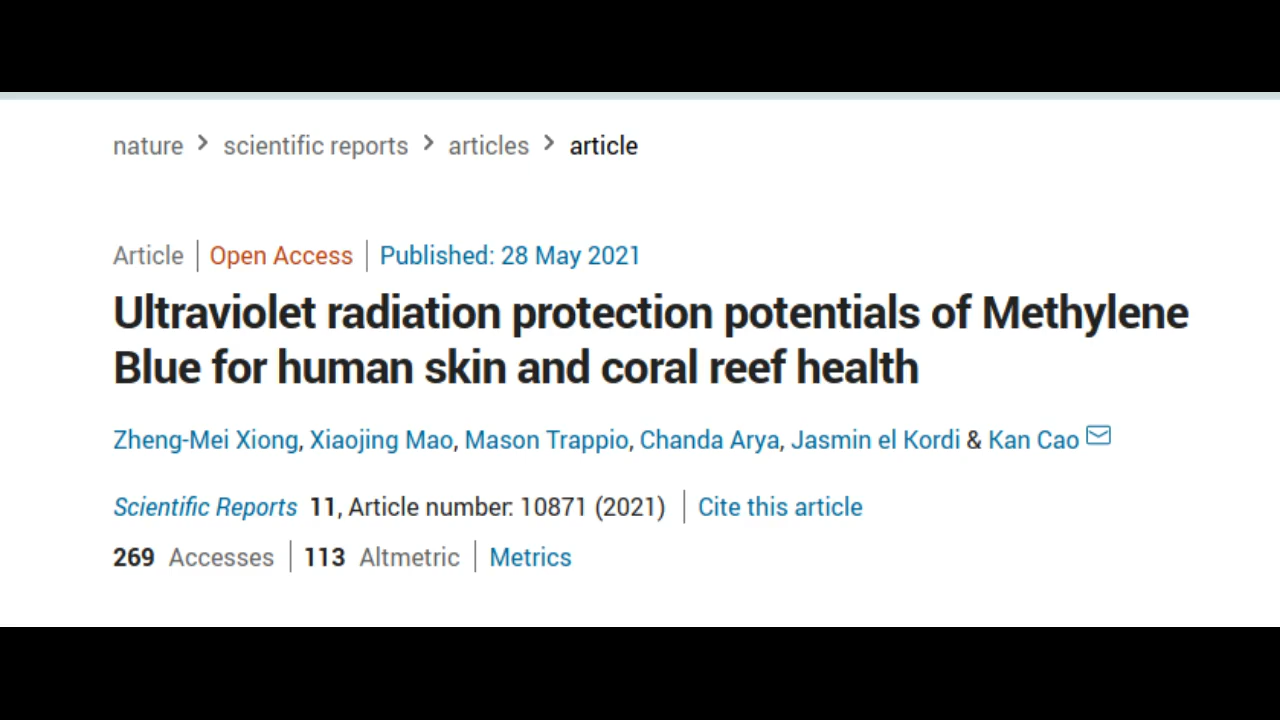 nature > scientific reports > articles > article
Article | Open Access | Published: 28 May 2021
Ultraviolet radiation protection potentials of Methylene
Blue for human skin and coral reef health
Zheng-Mei Xiong, Xiaojing Mao, Mason Trappio, Chanda Arya, Jasmin el Kordi & Kan Cao
Scientific Reports 11, Article number: 10871 (2021) | Cite this article
269 Accesses | 113 Altmetric | Metrics